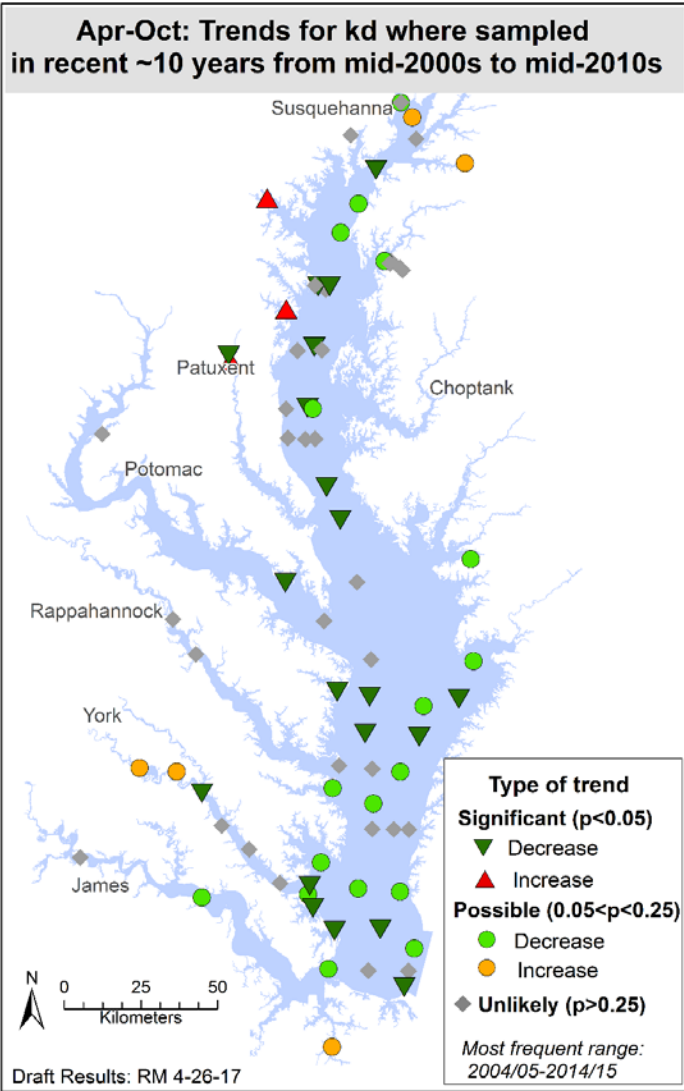 Apr-Oct: Trends for kd where sampled
in recent ~10 years from mid-2000s to mid-2010s
Susquehanna
Patuxent
Choptank
Potomac
Rappahannock
York
James
Type of trend
Significant (p<0.05)
Decrease
Increase
Possible (0.05<p<0.25)
Decrease
Increase
Unlikely (p>0.25)
Most frequent range:
2004/05-2014/15
N
0 25 50
Kilometers
Draft Results: RM 4-26-17